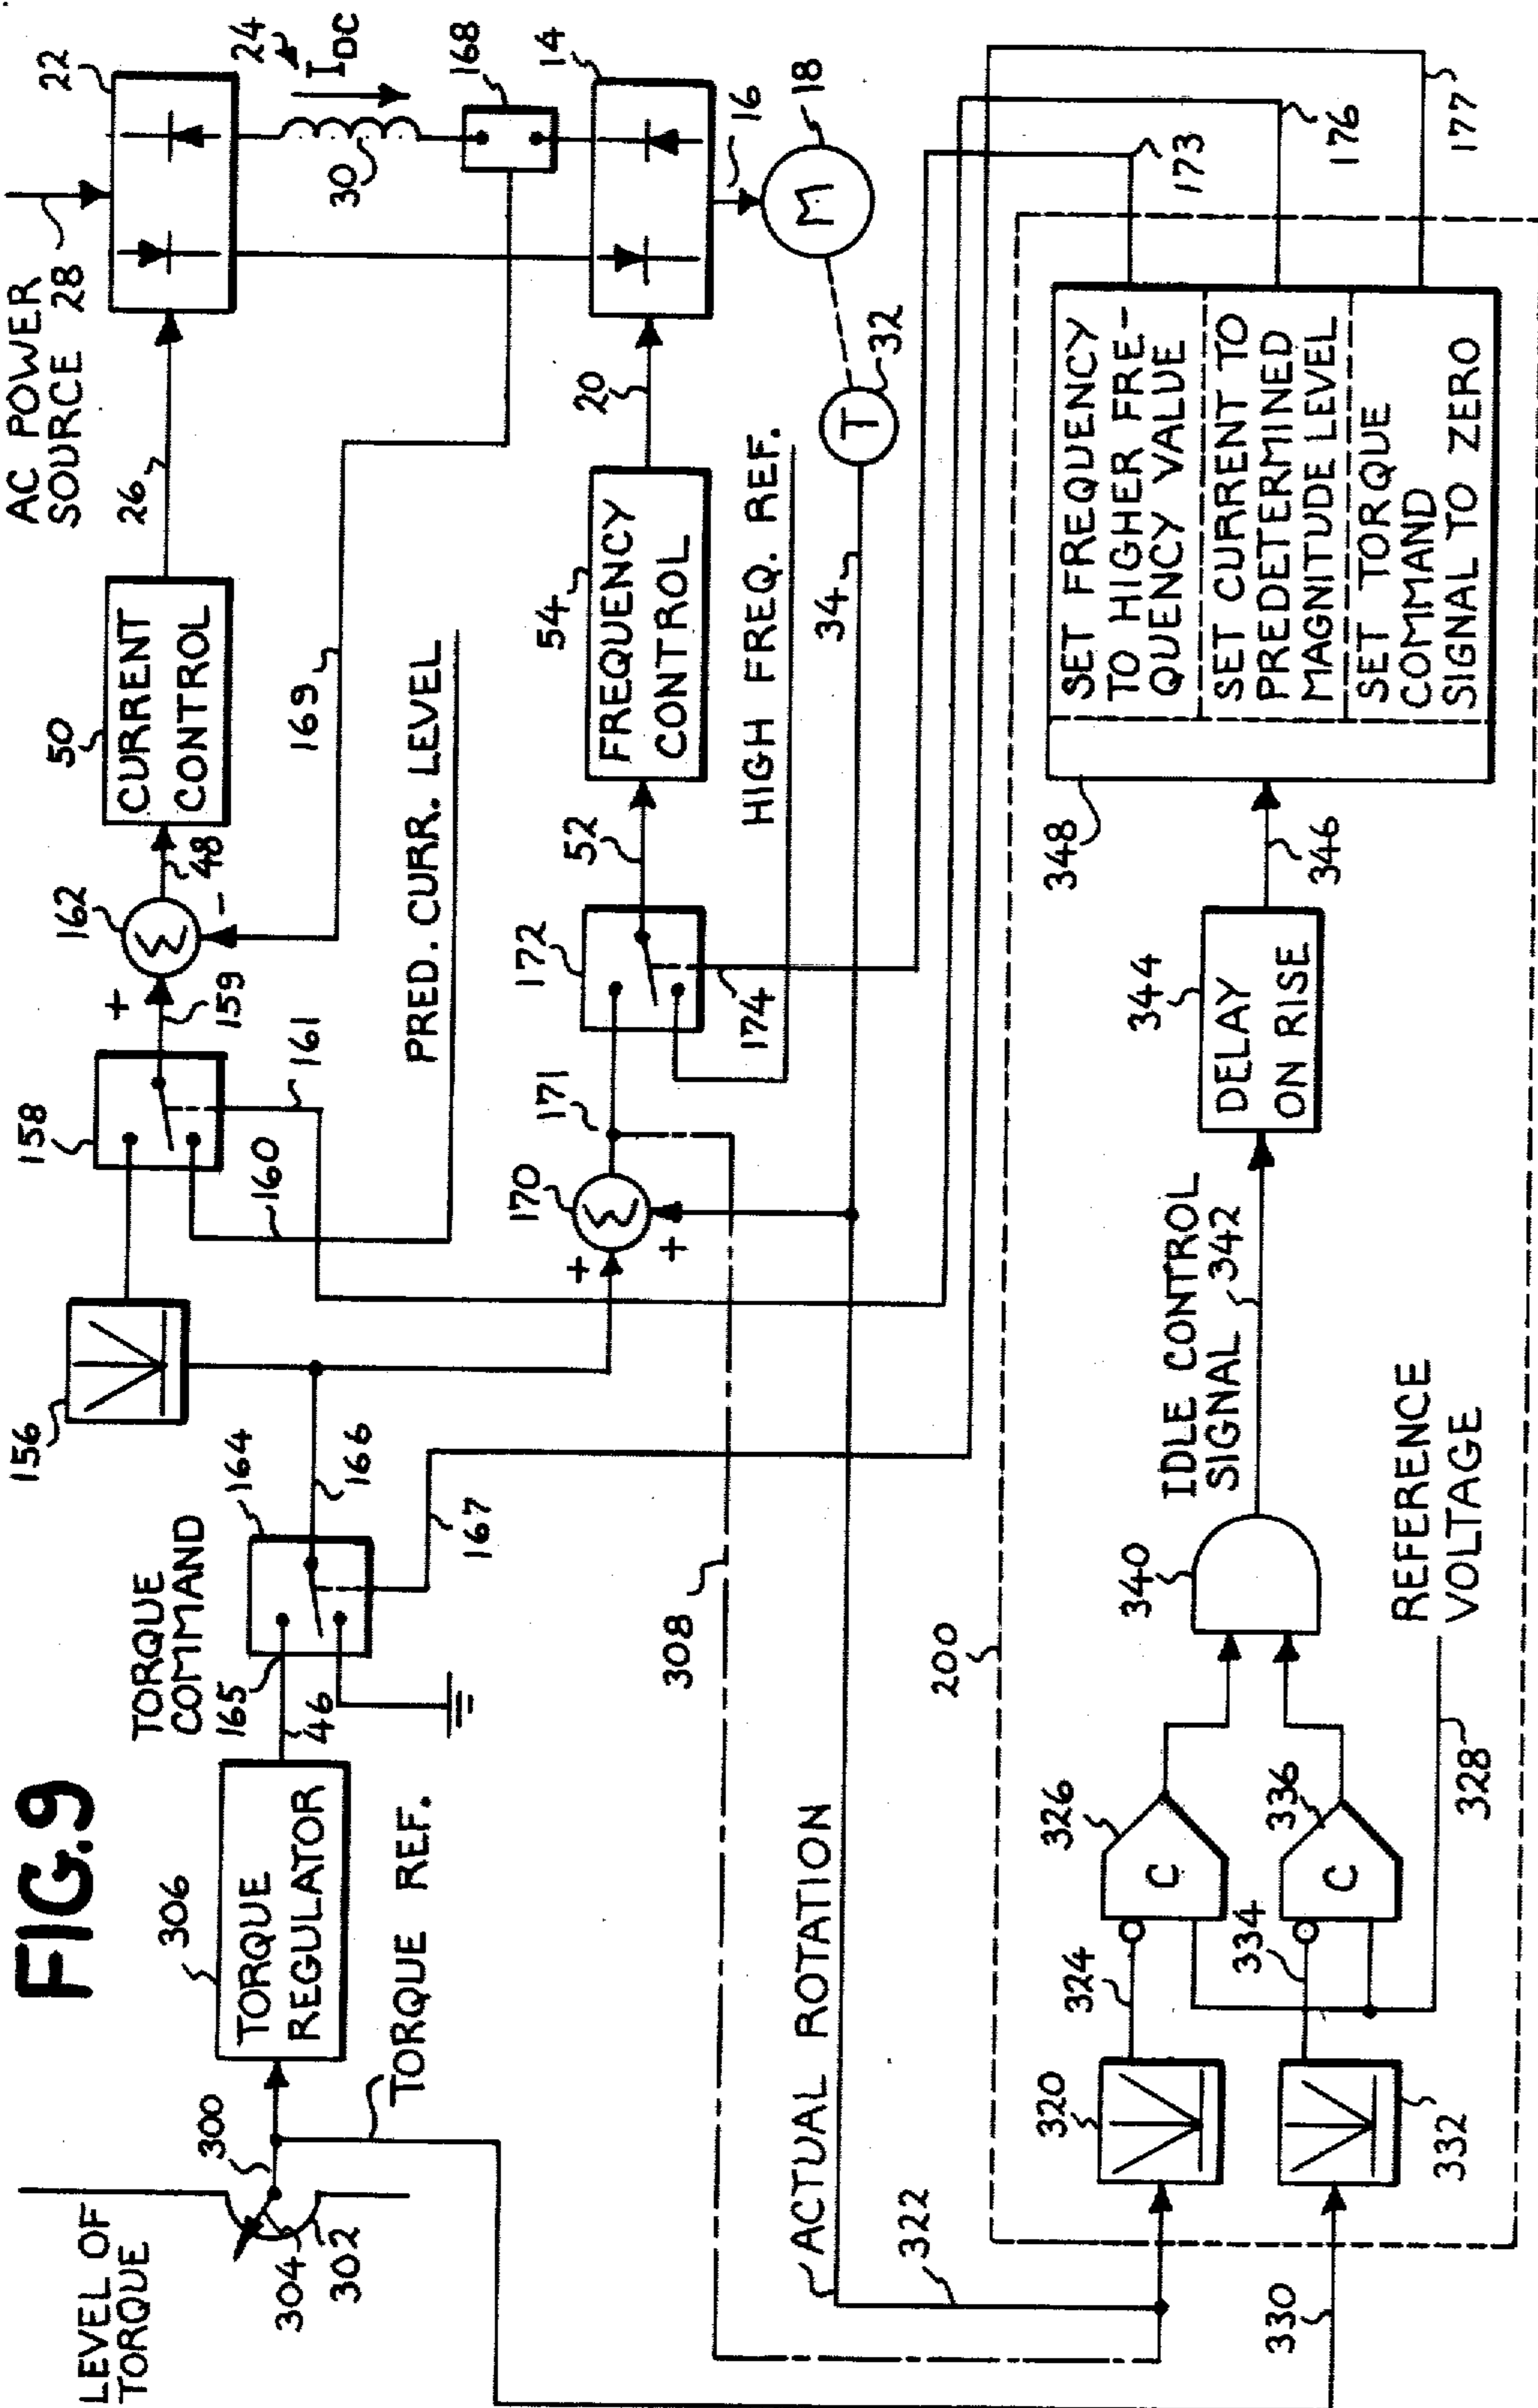 FIG.9
LEVEL OF
TORQUE
300
304
302
306
TORQUE
REGULATOR
TORQUE REF.
TORQUE
COMMAND
165
46
164
166
167
156
158
159
160
161
162
+
-
48
50
CURRENT
CONTROL
26
AC POWER
SOURCE 28
22
24
IDC
30
168
14
16
M
18
T
32
34
169
PRED. CURR. LEVEL
170
Σ
Σ
+
+
171
172
174
52
54
FREQUENCY
CONTROL
20
HIGH FREQ. REF.
308
ACTUAL ROTATION
322
330
200
320
324
326
C
332
334
336
C
328
REFERENCE
VOLTAGE
340
IDLE CONTROL
SIGNAL 342
344
DELAY
ON RISE
346
348
SET FREQUENCY
TO HIGHER FRE-
QUENCY VALUE
SET CURRENT TO
PREDETERMINED
MAGNITUDE LEVEL
SET TORQUE
COMMAND
SIGNAL TO ZERO
173
176
177